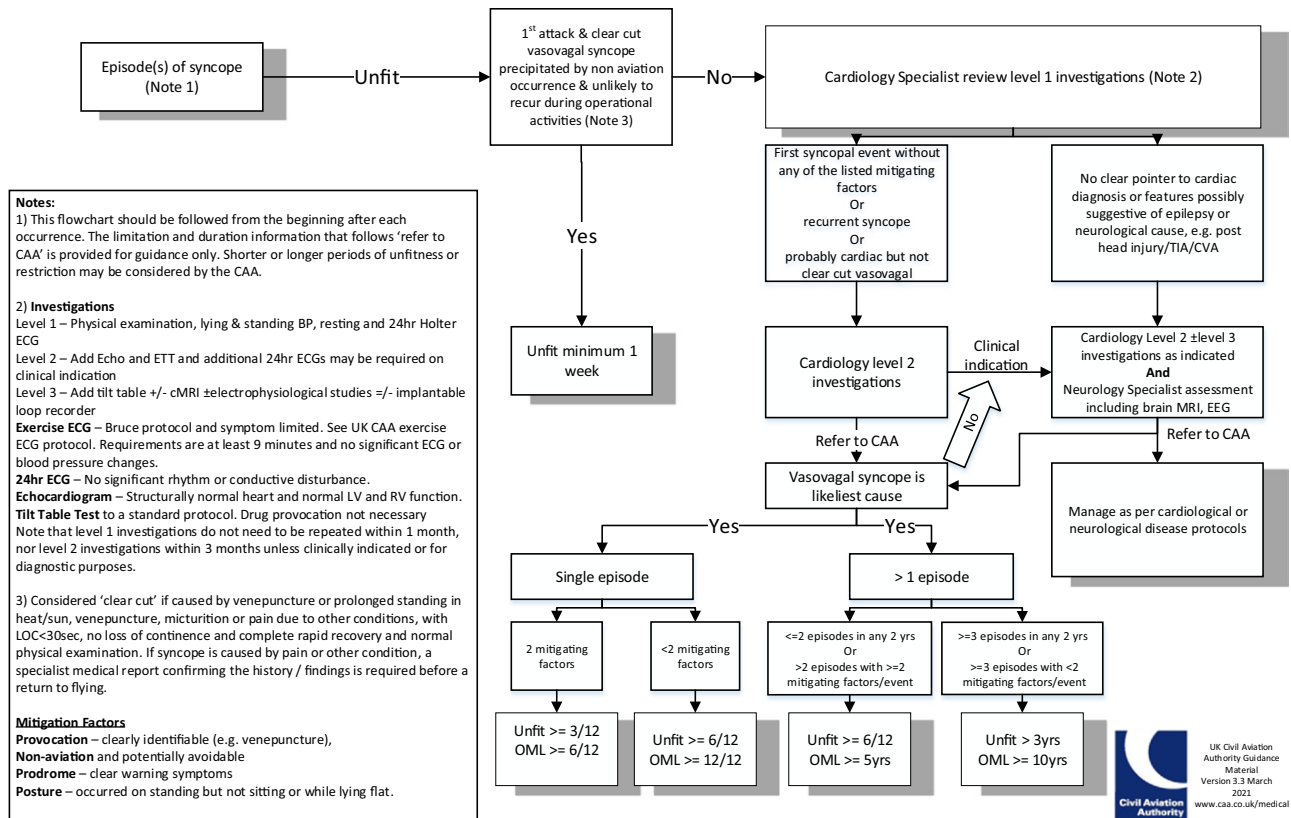 Episode(s) of syncope
(Note 1)
Unfit
1st attack & clear cut
vasovagal syncope
precipitated by non aviation
occurrence & unlikely to
recur during operational
activities (Note 3)
No
Cardiology Specialist review level 1 investigations (Note 2)
Yes
Unfit minimum 1
week
First syncopal event without
any of the listed mitigating
factors
Or
recurrent syncope
Or
probably cardiac but not
clear cut vasovagal
No clear pointer to cardiac
diagnosis or features possibly
suggestive of epilepsy or
neurological cause, e.g. post
head injury/TIA/CVA
Cardiology level 2
investigations
Clinical
indication
Cardiology Level 2 ±level 3
investigations as indicated
And
Neurology Specialist assessment
including brain MRI, EEG
No
Refer to CAA
Refer to CAA
Vasovagal syncope is
likeliest cause
Manage as per cardiological or
neurological disease protocols
Yes
Yes
Single episode
> 1 episode
2 mitigating
factors
<2 mitigating
factors
<=2 episodes in any 2 yrs
Or
>2 episodes with >=2
mitigating factors/event
>=3 episodes in any 2 yrs
Or
>=3 episodes with <2
mitigating factors/event
Unfit >= 3/12
OML >= 6/12
Unfit >= 6/12
OML >= 12/12
Unfit >= 6/12
OML >= 5yrs
Unfit > 3yrs
OML >= 10yrs
Notes:
1) This flowchart should be followed from the beginning after each
occurrence. The limitation and duration information that follows ‘refer to
CAA’ is provided for guidance only. Shorter or longer periods of unfitness or
restriction may be considered by the CAA.
2) Investigations
Level 1 – Physical examination, lying & standing BP, resting and 24hr Holter
ECG
Level 2 – Add Echo and ETT and additional 24hr ECGs may be required on
clinical indication
Level 3 – Add tilt table +/- cMRI ±electrophysiological studies =/- implantable
loop recorder
Exercise ECG – Bruce protocol and symptom limited. See UK CAA exercise
ECG protocol. Requirements are at least 9 minutes and no significant ECG or
blood pressure changes.
24hr ECG – No significant rhythm or conductive disturbance.
Echocardiogram – Structurally normal heart and normal LV and RV function.
Tilt Table Test to a standard protocol. Drug provocation not necessary
Note that level 1 investigations do not need to be repeated within 1 month,
nor level 2 investigations within 3 months unless clinically indicated or for
diagnostic purposes.
3) Considered ‘clear cut’ if caused by venepuncture or prolonged standing in
heat/sun, venepuncture, micturition or pain due to other conditions, with
LOC<30sec, no loss of continence and complete rapid recovery and normal
physical examination. If syncope is caused by pain or other condition, a
specialist medical report confirming the history / findings is required before a
return to flying.
Mitigation Factors
Provocation – clearly identifiable (e.g. venepuncture),
Non-aviation and potentially avoidable
Prodrome – clear warning symptoms
Posture – occurred on standing but not sitting or while lying flat.
Civil Aviation
Authority
UK Civil Aviation
Authority Guidance
Material
Version 3.3 March
2021
www.caa.co.uk/medical